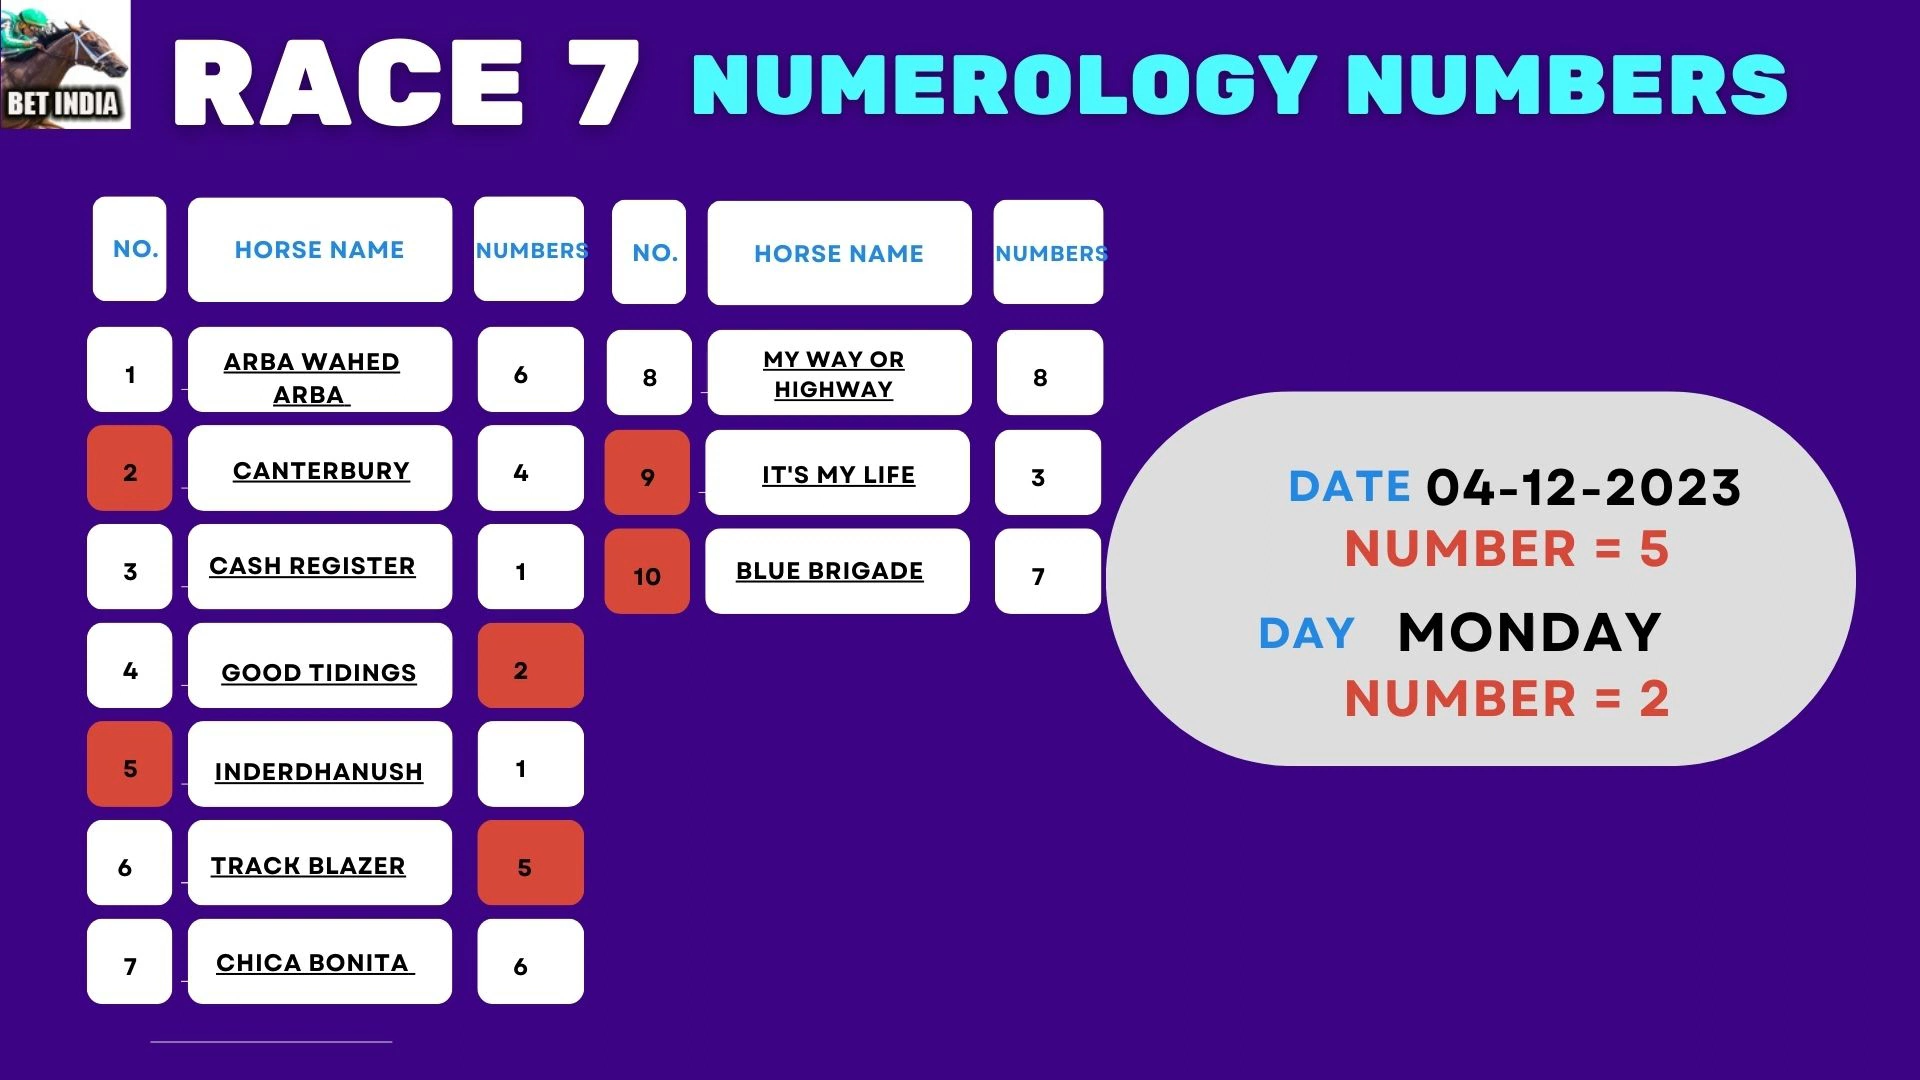 BET INDIA
RACE 7 NUMEROLOGY NUMBERS
NO. HORSE NAME NUMBERS
1 ARBA WAHED ARBA 6
2 CANTERBURY 4
3 CASH REGISTER 1
4 GOOD TIDINGS 2
5 INDERDHANUSH 1
6 TRACK BLAZER 5
7 CHICA BONITA 6
NO. HORSE NAME NUMBERS
8 MY WAY OR HIGHWAY 8
9 IT'S MY LIFE 3
10 BLUE BRIGADE 7
DATE 04-12-2023
NUMBER = 5
DAY MONDAY
NUMBER = 2